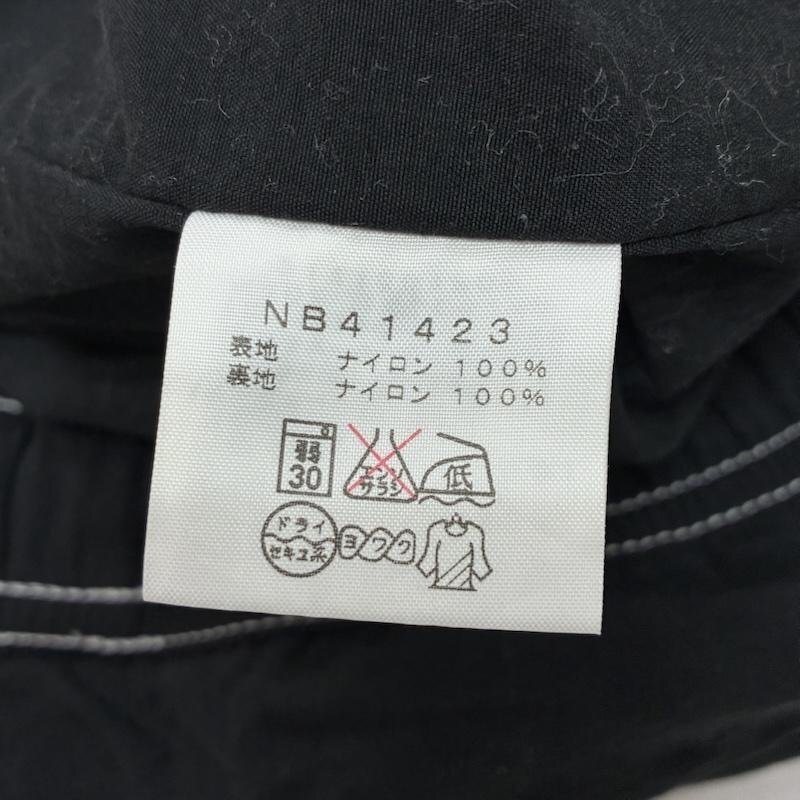 NB41423
表地 ナイロン 100%
裏地 ナイロン 100%
弱 30
エンソ サラシ
低
ドライ セキユ系
ヨワク